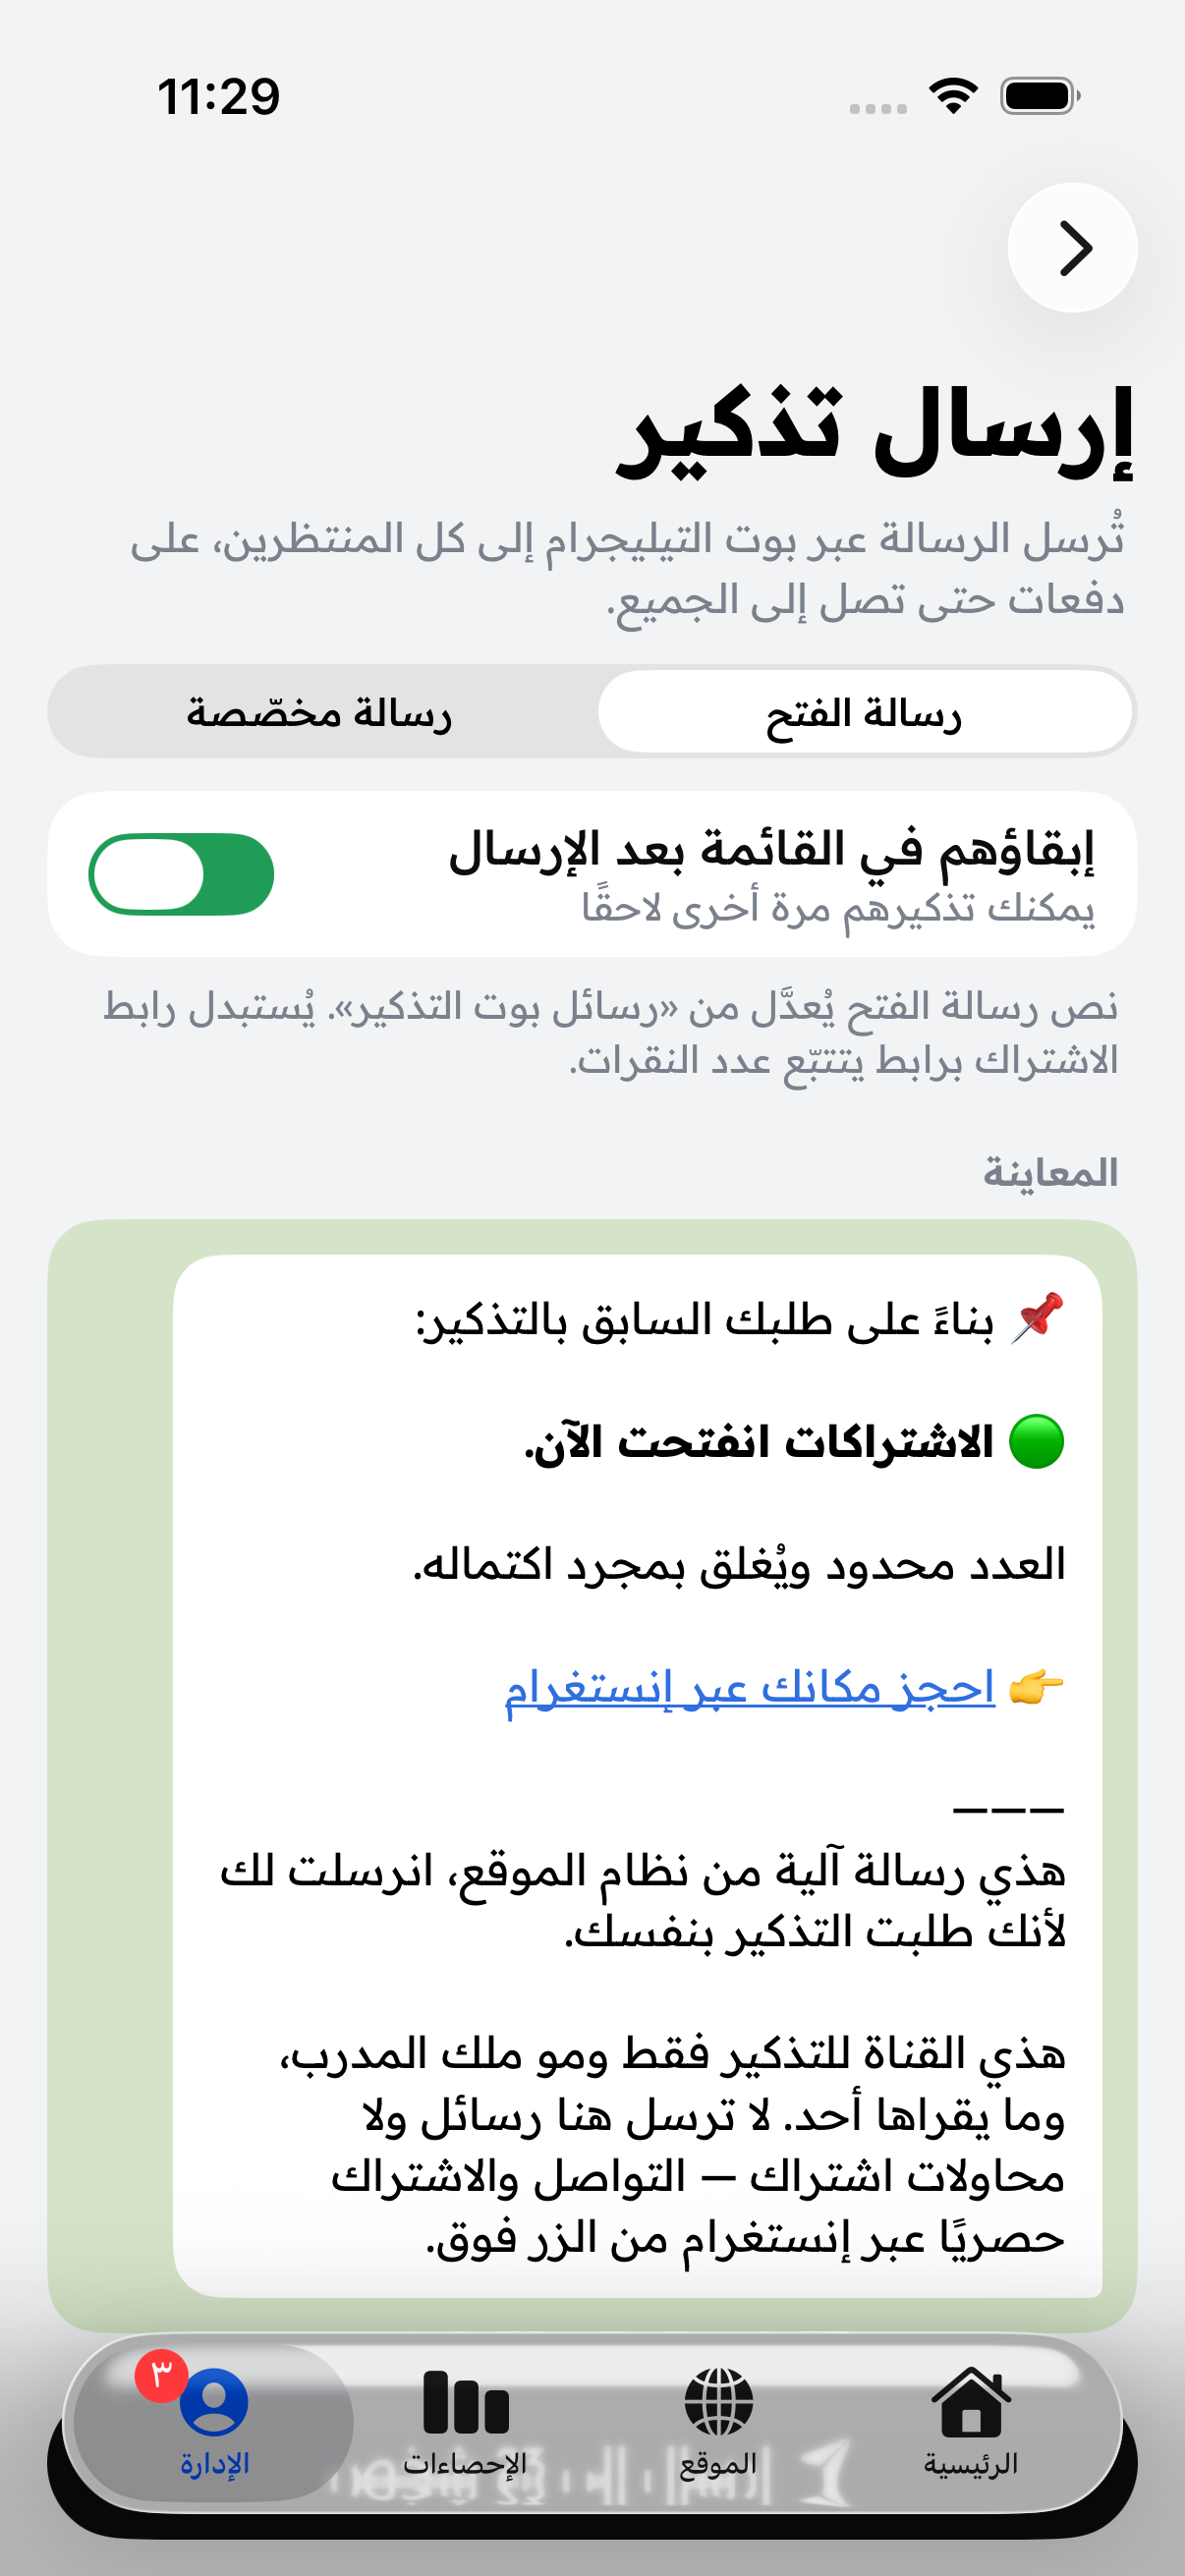 11:29
إرسال تذكير
تُرسل الرسالة عبر بوت التيليجرام إلى كل المنتظرين، على
دفعات حتى تصل إلى الجميع.
رسالة الفتح
رسالة مخصّصة
إبقاؤهم في القائمة بعد الإرسال
يمكنك تذكيرهم مرة أخرى لاحقًا
نص رسالة الفتح يُعدَّل من «رسائل بوت التذكير». يُستبدل رابط
الاشتراك برابط يتتبّع عدد النقرات.
المعاينة
📌 بناءً على طلبك السابق بالتذكير:
🟢 الاشتراكات انفتحت الآن.
العدد محدود ويُغلق بمجرد اكتماله.
👉 احجز مكانك عبر إنستغرام
———
هذي رسالة آلية من نظام الموقع، انرسلت لك
لأنك طلبت التذكير بنفسك.
هذي القناة للتذكير فقط ومو ملك المدرب،
وما يقراها أحد. لا ترسل هنا رسائل ولا
محاولات اشتراك — التواصل والاشتراك
حصريًا عبر إنستغرام من الزر فوق.
الرئيسية
الموقع
الإحصاءات
٣
الإدارة